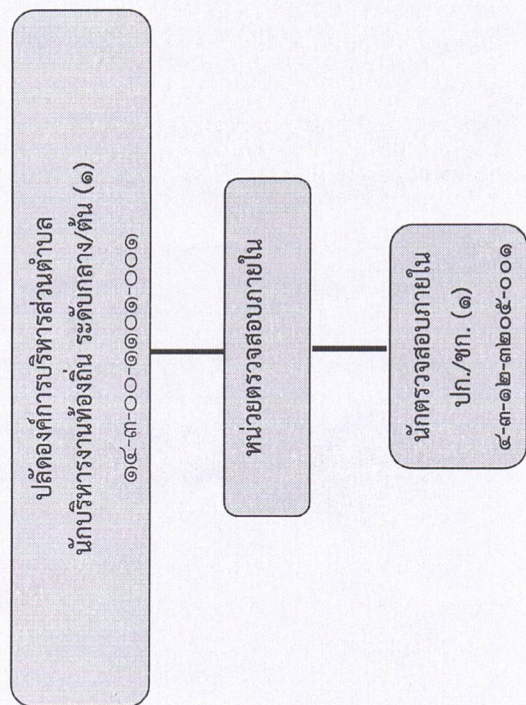 ปลัดองค์การบริหารส่วนตำบล
นักบริหารงานท้องถิ่น ระดับกลาง/ต้น (๑)
๑๔-๓-๐๐-๑๑๐๑-๐๐๑
หน่วยตรวจสอบภายใน
นักตรวจสอบภายใน
ปก./ชก. (๑)
๔-๓-๑๒-๓๒๐๕-๐๐๑